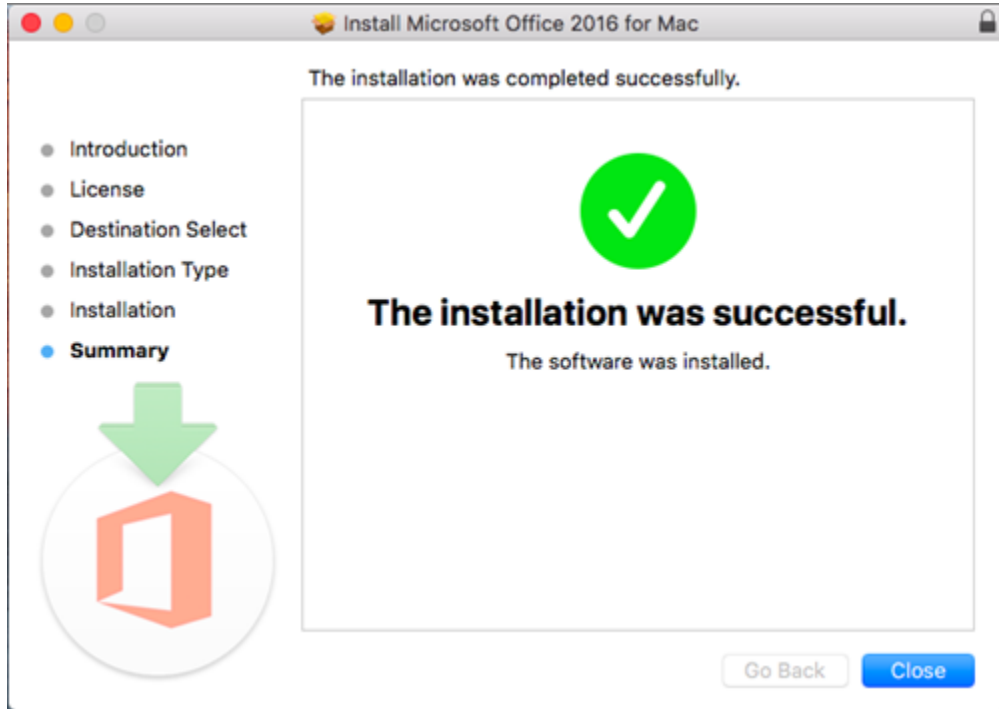 Install Microsoft Office 2016 for Mac
The installation was completed successfully.
Introduction
License
Destination Select
Installation Type
Installation
Summary
The installation was successful.
The software was installed.
Go Back
Close